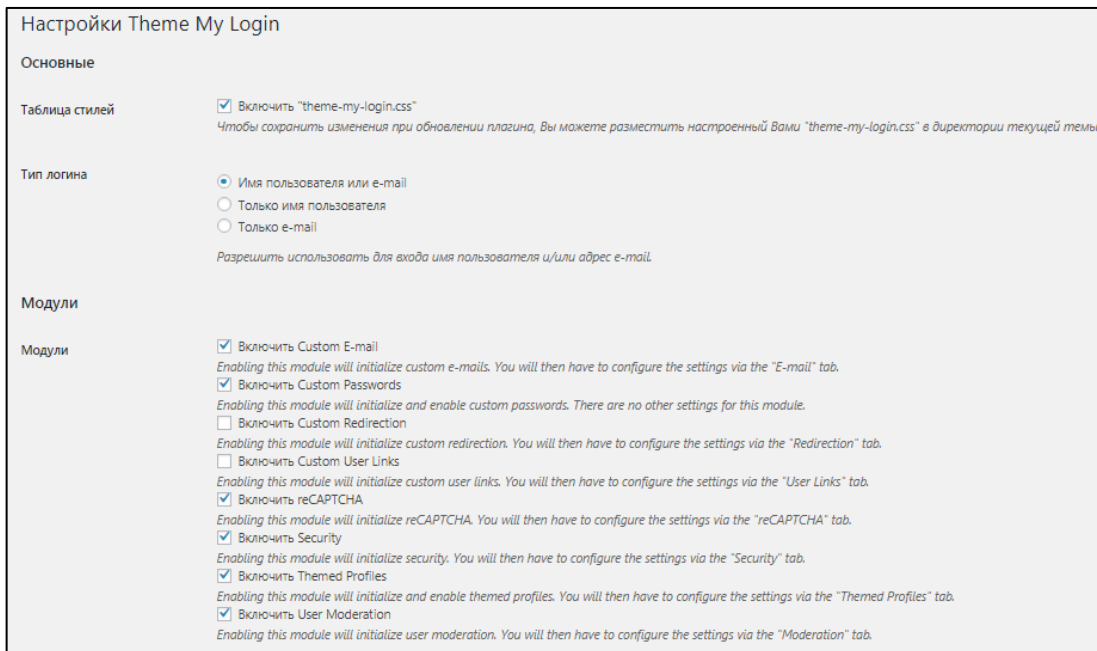 Настройки Theme My Login
Основные
Таблица стилей
Включить "theme-my-login.css"
Чтобы сохранить изменения при обновлении плагина, Вы можете разместить настроенный Вами "theme-my-login.css" в директории текущей темы
Тип логина
Имя пользователя или e-mail
Только имя пользователя
Только e-mail
Разрешить использовать для входа имя пользователя и/или адрес e-mail.
Модули
Модули
Включить Custom E-mail
Enabling this module will initialize custom e-mails. You will then have to configure the settings via the "E-mail" tab.
Включить Custom Passwords
Enabling this module will initialize and enable custom passwords. There are no other settings for this module.
Включить Custom Redirection
Enabling this module will initialize custom redirection. You will then have to configure the settings via the "Redirection" tab.
Включить Custom User Links
Enabling this module will initialize custom user links. You will then have to configure the settings via the "User Links" tab.
Включить reCAPTCHA
Enabling this module will initialize reCAPTCHA. You will then have to configure the settings via the "reCAPTCHA" tab.
Включить Security
Enabling this module will initialize security. You will then have to configure the settings via the "Security" tab.
Включить Themed Profiles
Enabling this module will initialize and enable themed profiles. You will then have to configure the settings via the "Themed Profiles" tab.
Включить User Moderation
Enabling this module will initialize user moderation. You will then have to configure the settings via the "Moderation" tab.